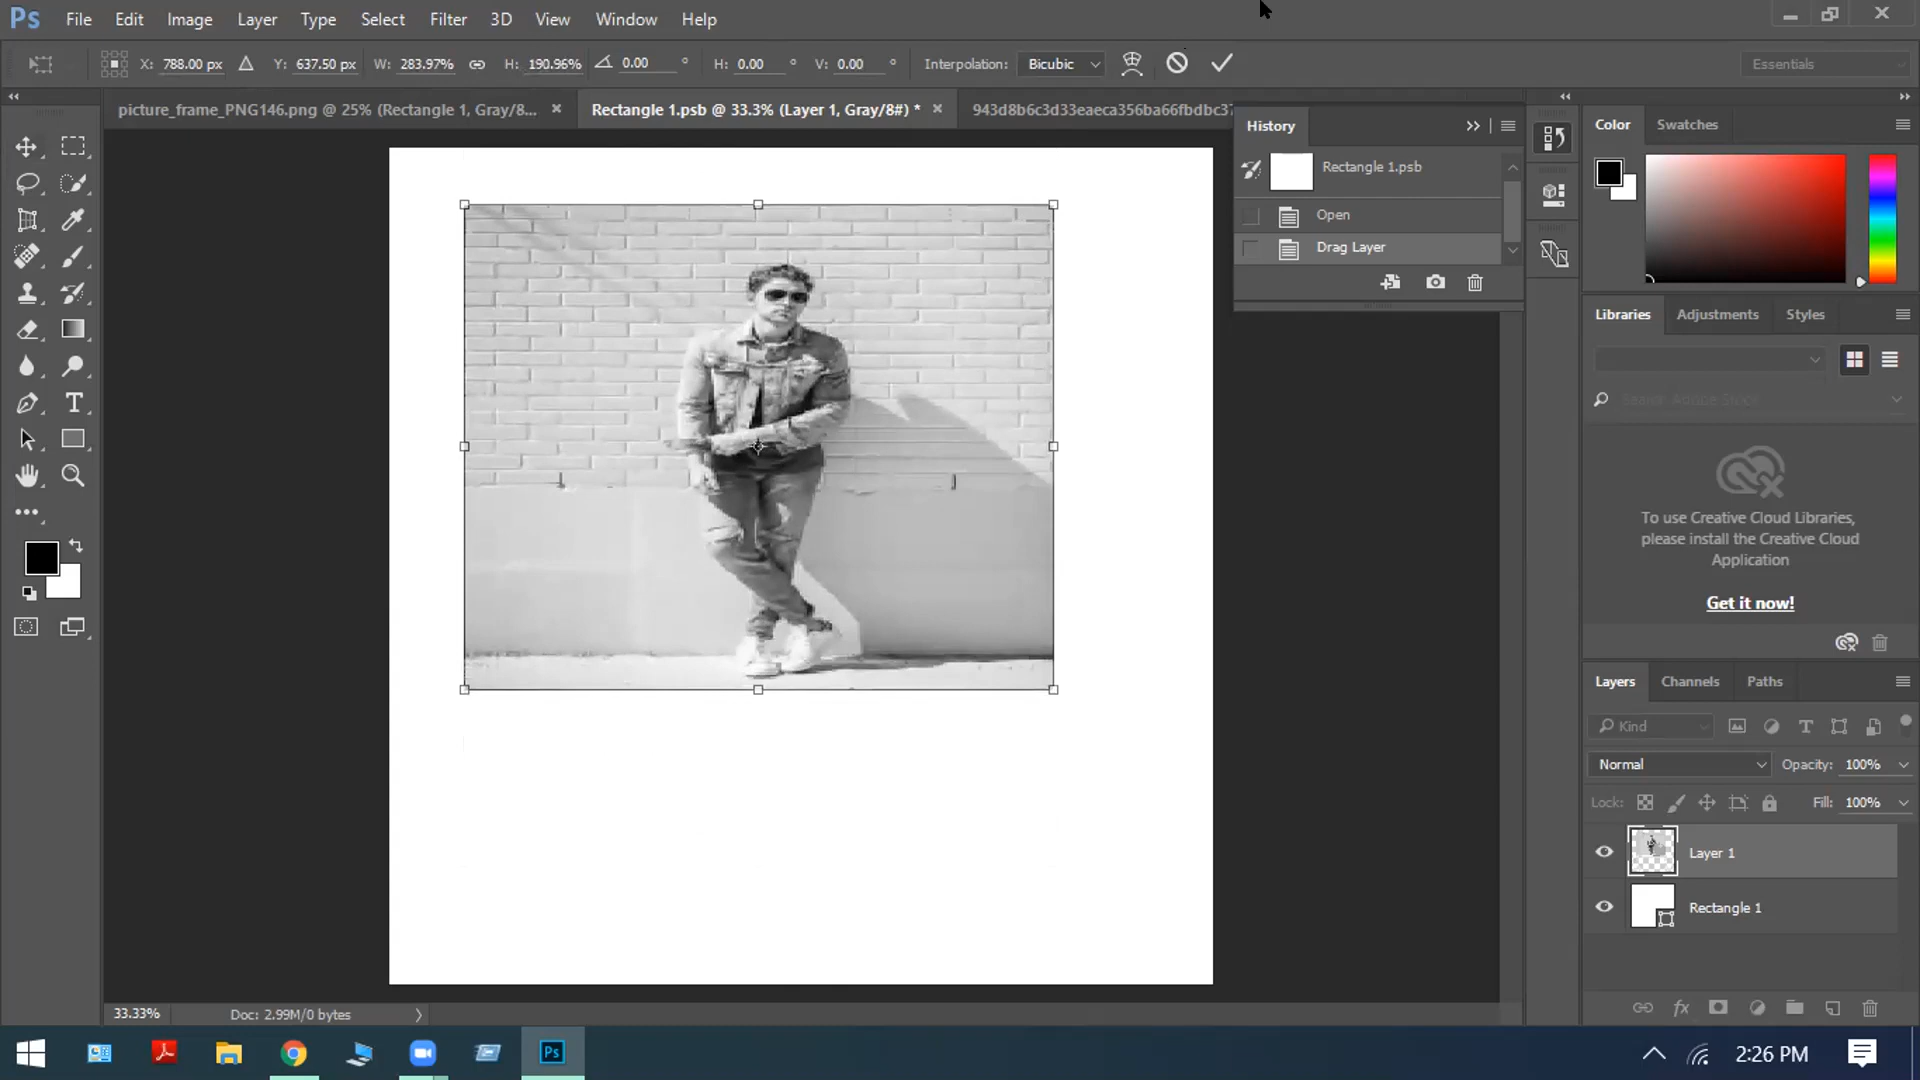 Ps File Edit Image Layer Type Select Filter 3D View Window Help
X: 788.00 px Y: 637.50 px W: 283.97% H: 190.96% 0.00 ° H: 0.00 ° V: 0.00 ° Interpolation: Bicubic Essentials
picture_frame_PNG146.png @ 25% (Rectangle 1, Gray/8... × Rectangle 1.psb @ 33.3% (Layer 1, Gray/8#) * ×
History
Rectangle 1.psb
Open
Drag Layer
Color Swatches
Libraries Adjustments Styles
Search Adobe Stock
To use Creative Cloud Libraries,
please install the Creative Cloud
Application
Get it now!
Layers Channels Paths
Kind
Normal Opacity: 100%
Lock: Fill: 100%
Layer 1
Rectangle 1
33.33% Doc: 2.99M/0 bytes
Ps 2:26 PM